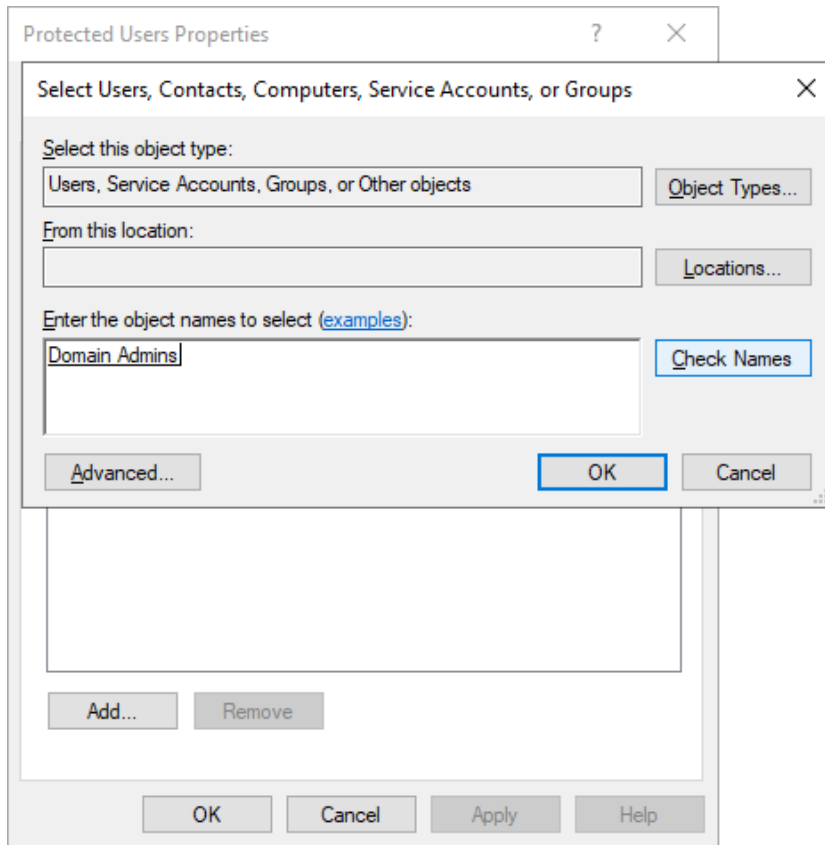 Protected Users Properties
Select Users, Contacts, Computers, Service Accounts, or Groups
Select this object type:
Users, Service Accounts, Groups, or Other objects
Object Types...
From this location:
Locations...
Enter the object names to select (examples):
Domain Admins
Check Names
Advanced...
OK
Cancel
Add...
Remove
OK
Cancel
Apply
Help